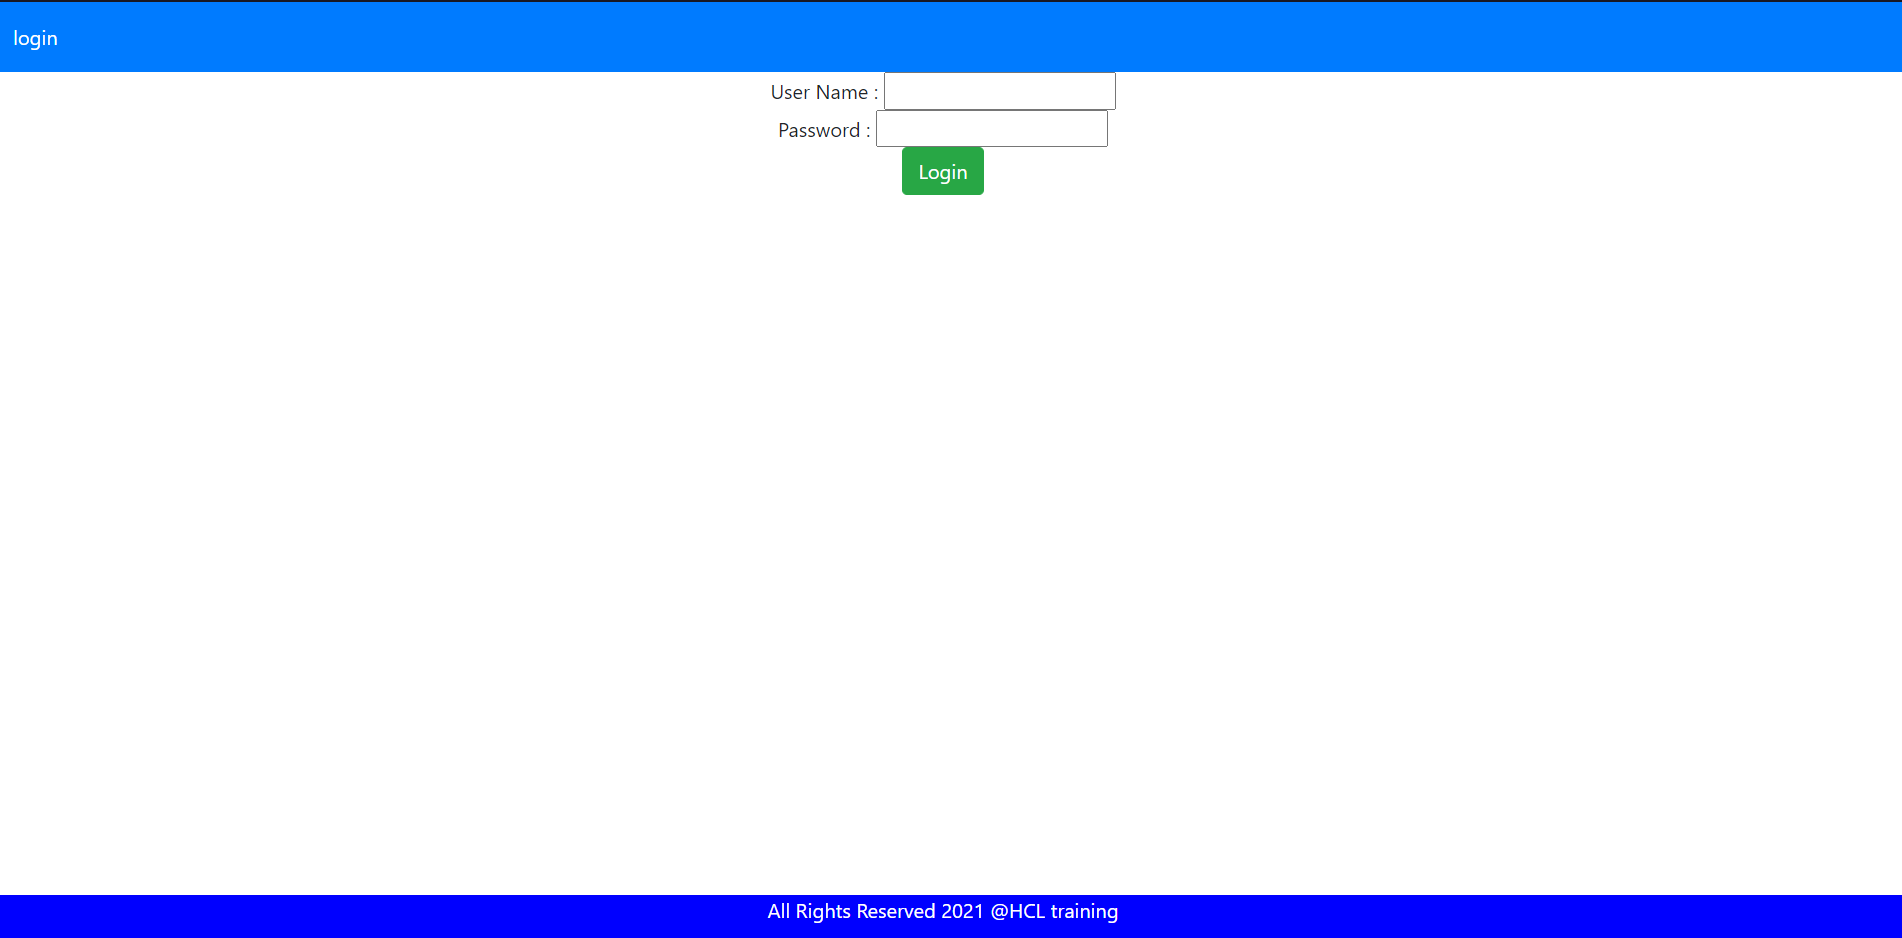 login
User Name :
Password :
Login
All Rights Reserved 2021 @HCL training